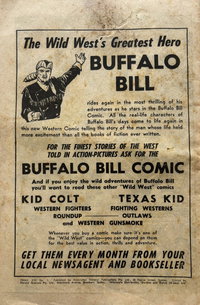 The Wild West's Greatest Hero
BUFFALO
BILL
rides again in the most thrilling of his
adventures as he stars in the Buffalo Bill
Comic. All the real-life characters of
Buffalo Bill's days come to life again in
this new Western Comic telling the story of the man whose life held
more excitement than all the books of fiction ever written.
FOR THE FINEST STORIES OF THE WEST
TOLD IN ACTION-PICTURES ASK FOR THE
BUFFALO BILL COMIC
And if you enjoy the wild adventures of Buffalo Bill
you'll want to read these other "Wild West" comics
KID COLT TEXAS KID
WESTERN FIGHTERS FIGHTING WESTERNS
ROUNDUP OUTLAWS
and WESTERN GUNSMOKE
Whenever you buy a comic make sure it's one of
the "Wild West" comics—you can depend on them
for the best value in action, thrills and adventure.
GET THEM EVERY MONTH FROM YOUR
LOCAL NEWSAGENT AND BOOKSELLER